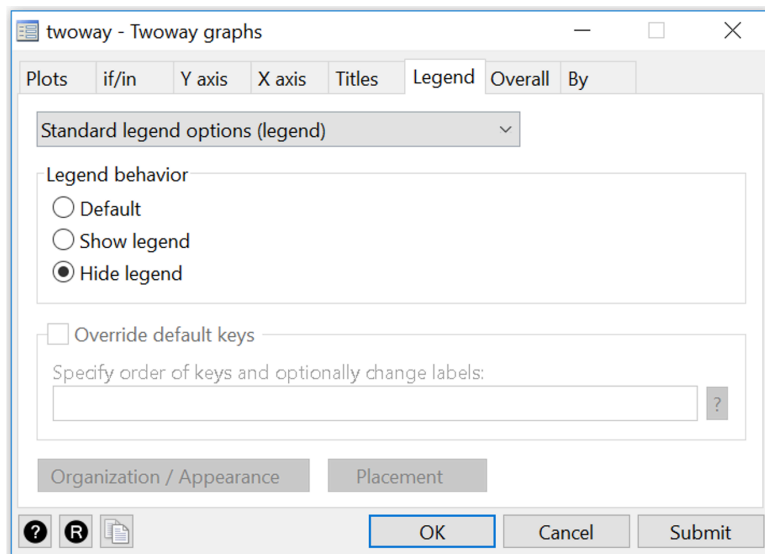 twoway - Twoway graphs
Plots if/in Y axis X axis Titles Legend Overall By
Standard legend options (legend)
Legend behavior
Default
Show legend
Hide legend
Override default keys
Specify order of keys and optionally change labels:
?
Organization / Appearance Placement
? R OK Cancel Submit